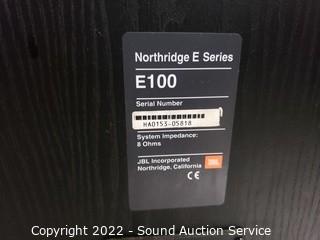 Northridge E Series
E100
Serial Number
HA0153-05818
System Impedance:
8 Ohms
JBL Incorporated
Northridge, California
JBL
CE
Copyright 2022 - Sound Auction Service